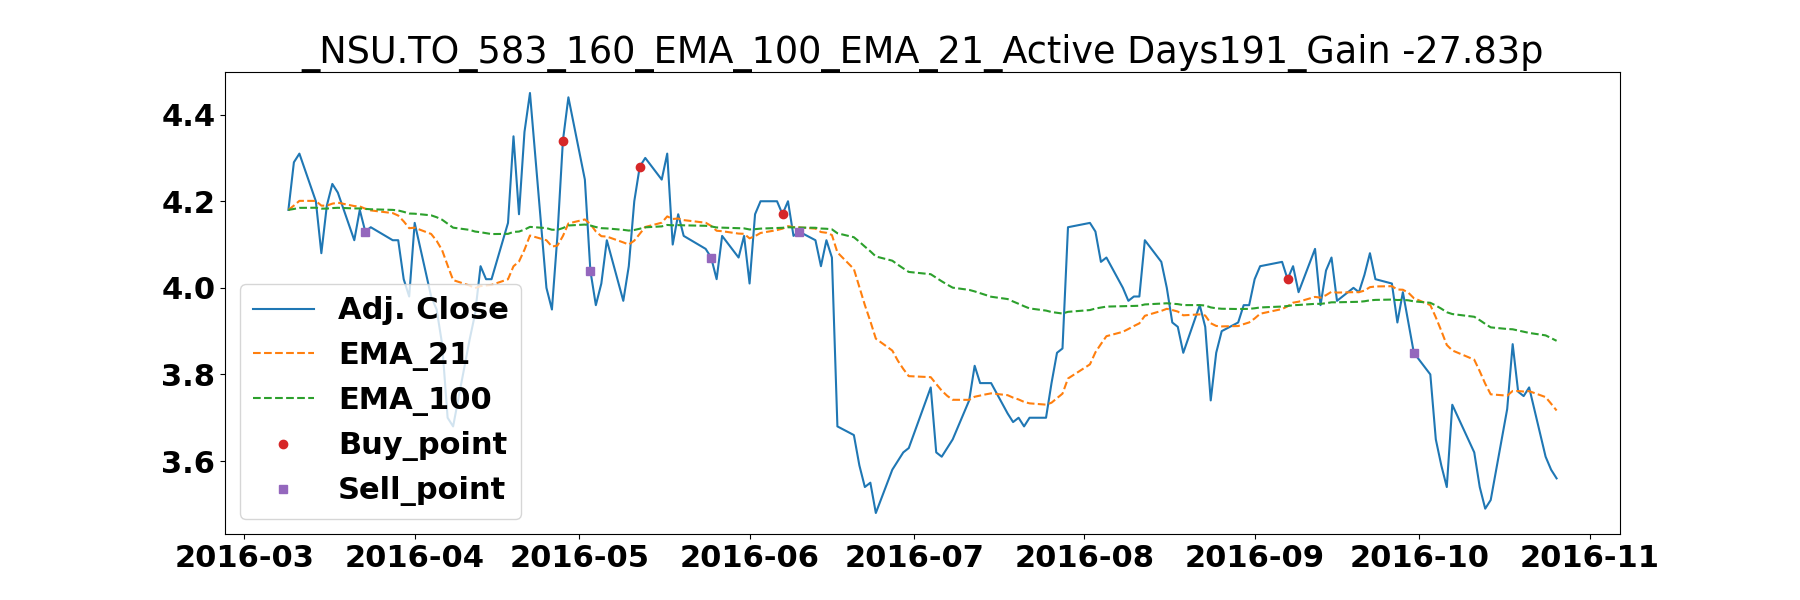 _NSU.TO_583_160_EMA_100_EMA_21_Active Days191_Gain -27.83p
4.4
4.2
4.0
3.8
3.6
Adj. Close
EMA_21
EMA_100
Buy_point
Sell_point
2016-03 2016-04 2016-05 2016-06 2016-07 2016-08 2016-09 2016-10 2016-11